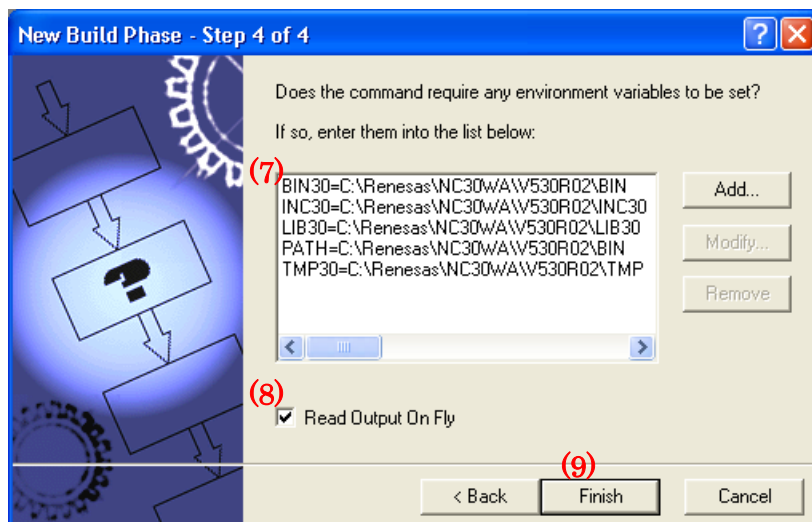 New Build Phase - Step 4 of 4
Does the command require any environment variables to be set?
If so, enter them into the list below:
(7)
BIN30=C:\Renesas\NC30WA\V530R02\BIN
INC30=C:\Renesas\NC30WA\V530R02\INC30
LIB30=C:\Renesas\NC30WA\V530R02\LIB30
PATH=C:\Renesas\NC30WA\V530R02\BIN
TMP30=C:\Renesas\NC30WA\V530R02\TMP
Add...
Modify...
Remove
(8)
Read Output On Fly
(9)
< Back
Finish
Cancel